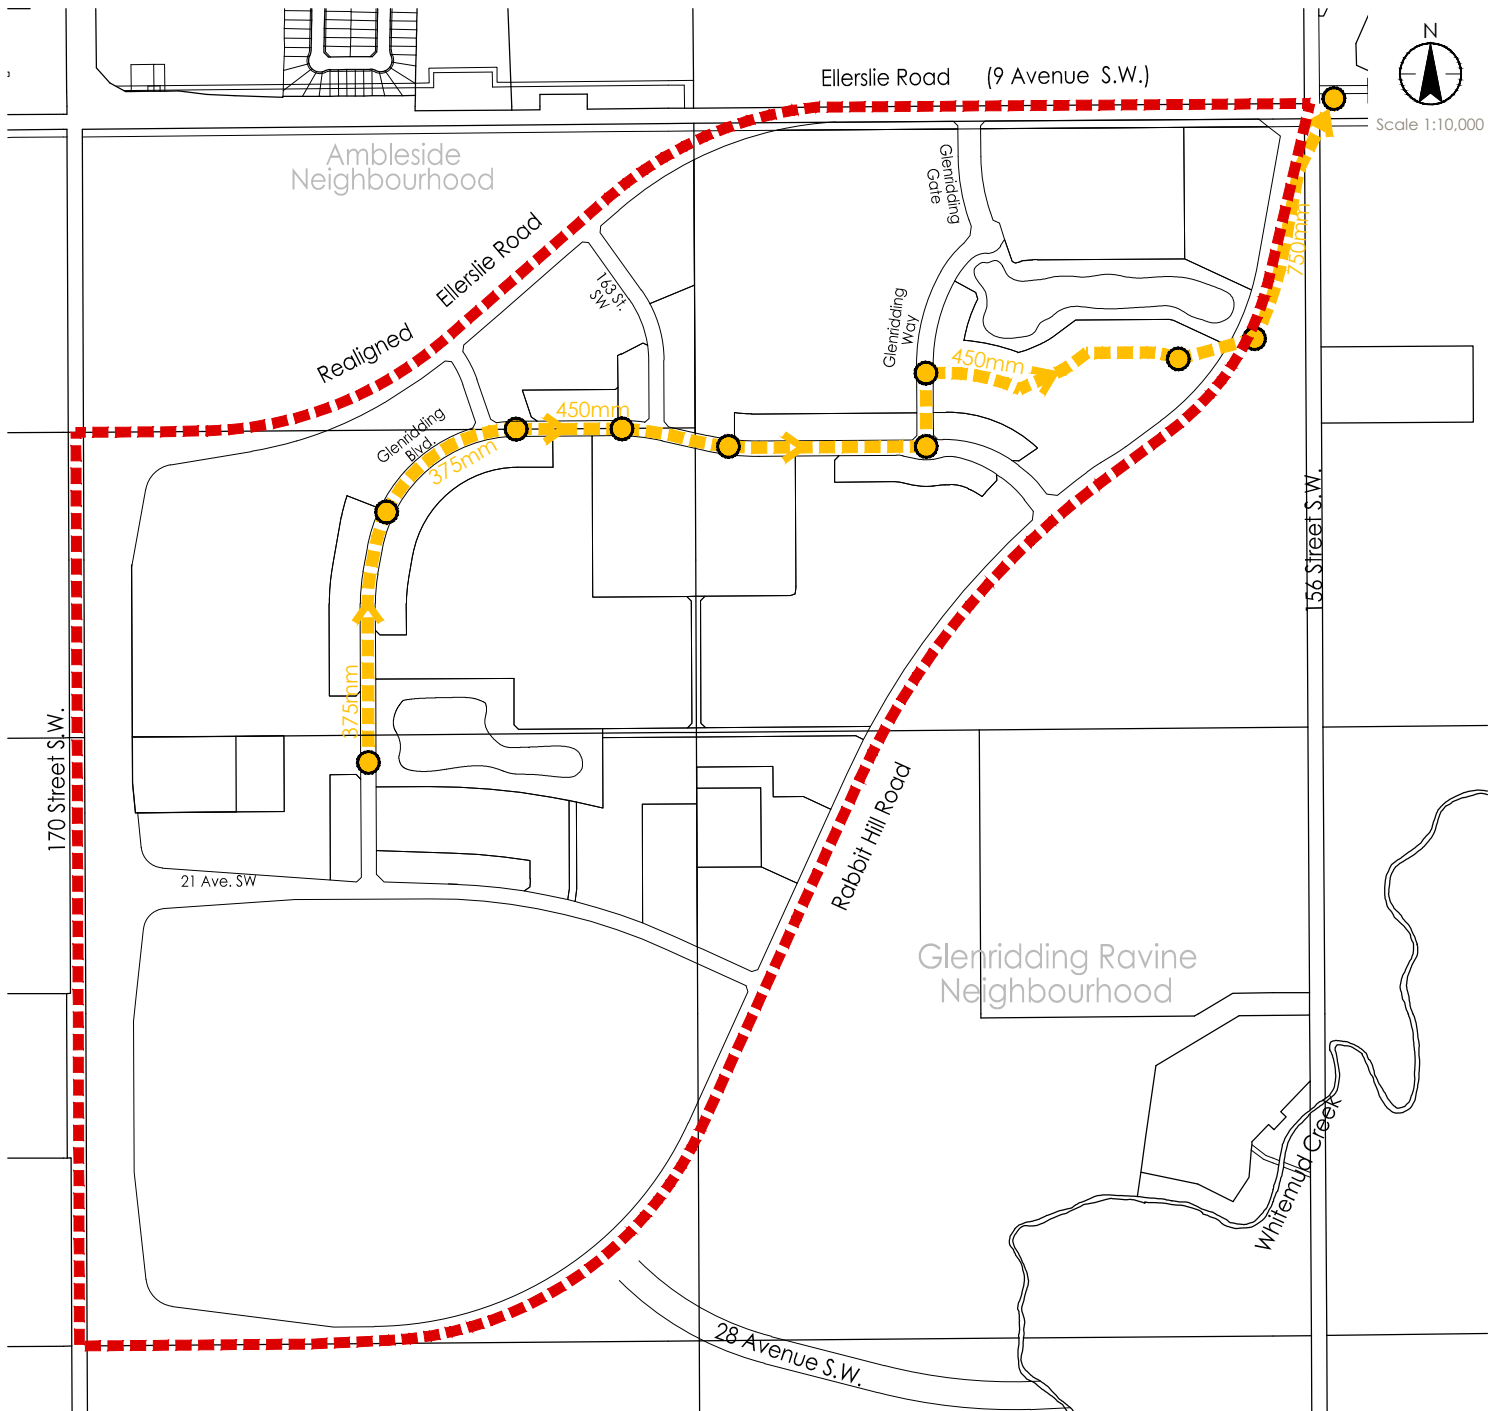 N
Scale 1:10,000
Ellerslie Road (9 Avenue S.W.)
Ambleside
Neighbourhood
Glenridding
Gate
Realigned Ellerslie Road
163 St.
SW
750mm
Glenridding
Way
450mm
450mm
Glenridding
Blvd.
375mm
156 Street S.W.
375mm
170 Street S.W.
Rabbit Hill Road
21 Ave. SW
Glenridding Ravine
Neighbourhood
Whitemud Creek
28 Avenue S.W.